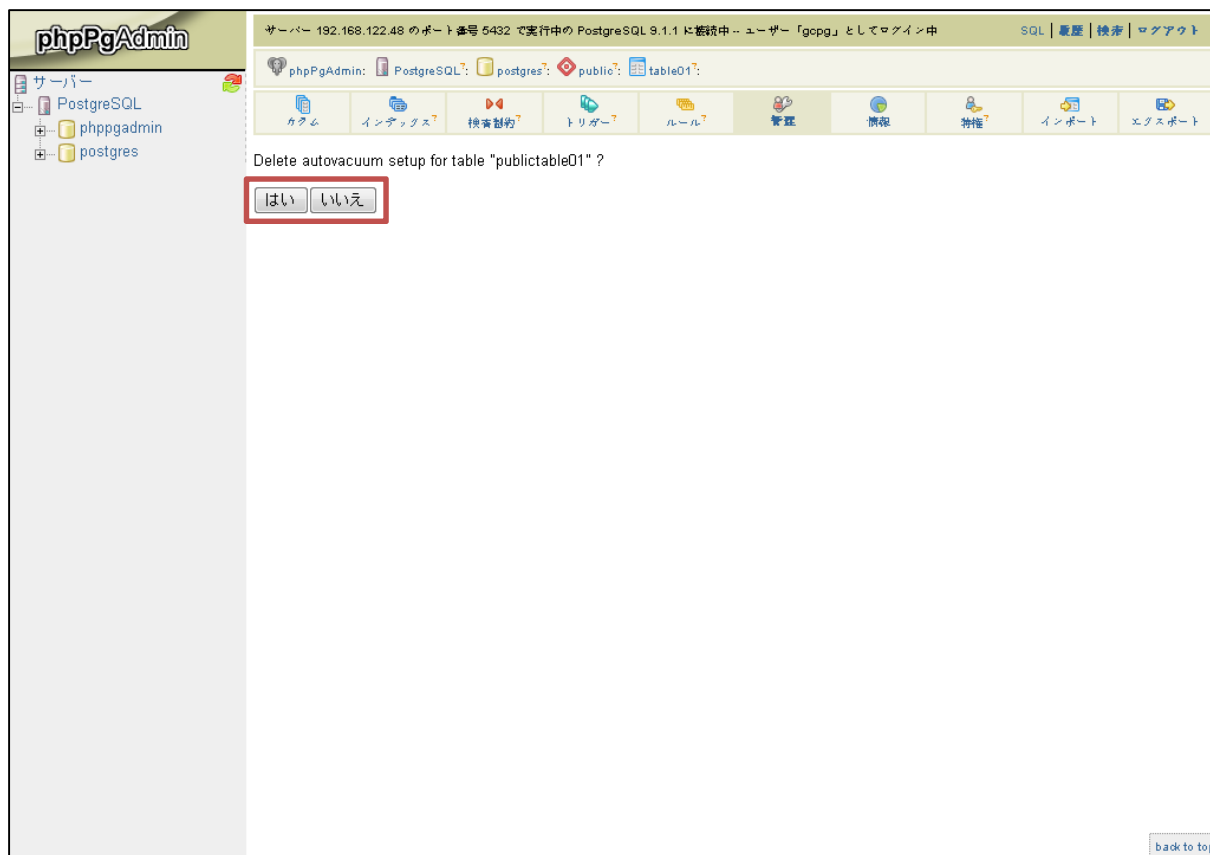 phpPgAdmin
サーバー
PostgreSQL
phppgadmin
postgres
サーバー 192.168.122.48 のポート番号 5432 で実行中の PostgreSQL 9.1.1 に接続中 -- ユーザー「gopg」としてログイン中
SQL | 履歴 | 検索 | ログアウト
phpPgAdmin: PostgreSQL?: postgres?: public?: table01?:
カラム インデックス? 検査制約? トリガー? ルール? 管理 情報 特権? インポート エクスポート
Delete autovacuum setup for table "publictable01" ?
はい いいえ
back to top